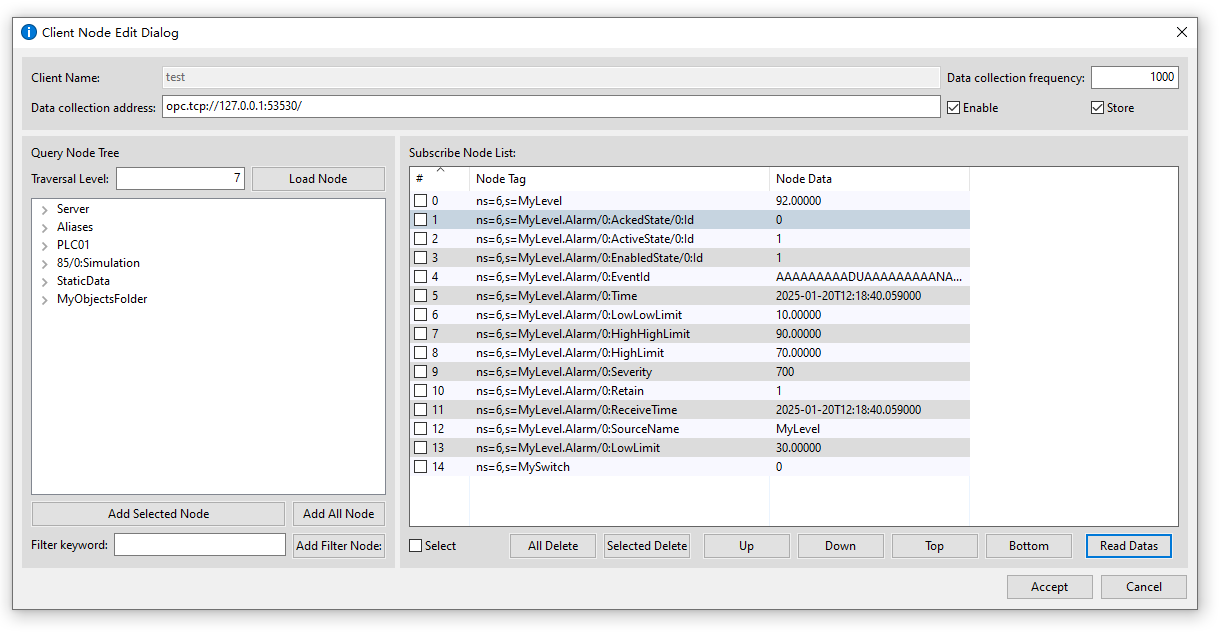 Client Node Edit Dialog
Client Name: test Data collection frequency: 1000
Data collection address: opc.tcp://127.0.0.1:53530/ Enable Store
Query Node Tree
Traversal Level: 7 Load Node
Server
Aliases
PLC01
85/0:Simulation
StaticData
MyObjectsFolder
Add Selected Node Add All Node
Filter keyword: Add Filter Node:
Subscribe Node List:
# Node Tag Node Data
0 ns=6,s=MyLevel 92.00000
1 ns=6,s=MyLevel.Alarm/0:AckedState/0:Id 0
2 ns=6,s=MyLevel.Alarm/0:ActiveState/0:Id 1
3 ns=6,s=MyLevel.Alarm/0:EnabledState/0:Id 1
4 ns=6,s=MyLevel.Alarm/0:EventId AAAAAAAAADUAAAAAAAAANA...
5 ns=6,s=MyLevel.Alarm/0:Time 2025-01-20T12:18:40.059000
6 ns=6,s=MyLevel.Alarm/0:LowLowLimit 10.00000
7 ns=6,s=MyLevel.Alarm/0:HighHighLimit 90.00000
8 ns=6,s=MyLevel.Alarm/0:HighLimit 70.00000
9 ns=6,s=MyLevel.Alarm/0:Severity 700
10 ns=6,s=MyLevel.Alarm/0:Retain 1
11 ns=6,s=MyLevel.Alarm/0:ReceiveTime 2025-01-20T12:18:40.059000
12 ns=6,s=MyLevel.Alarm/0:SourceName MyLevel
13 ns=6,s=MyLevel.Alarm/0:LowLimit 30.00000
14 ns=6,s=MySwitch 0
Select All Delete Selected Delete Up Down Top Bottom Read Datas
Accept Cancel